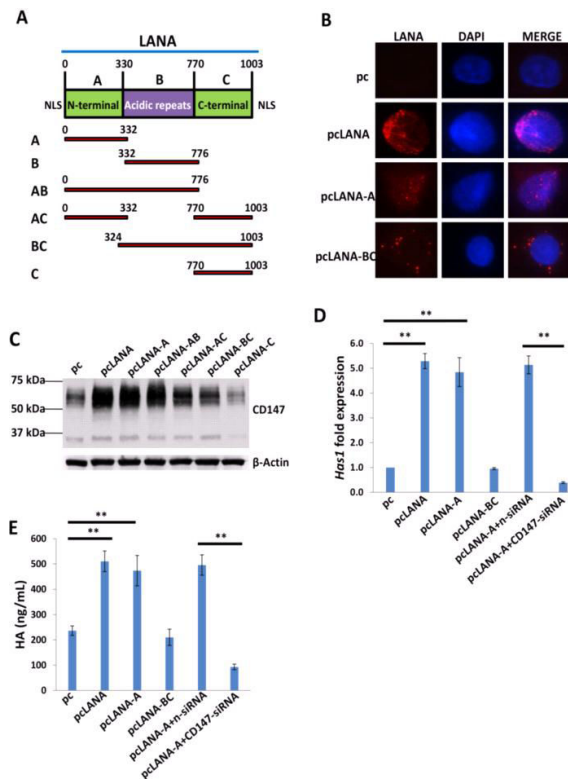 A
LANA
0 330 770 1003
A B C
NLS N-terminal Acidic repeats C-terminal NLS
0 332
A
332 776
B
0 776
AB
0 332 770 1003
AC
324 1003
BC
770 1003
C
B
LANA DAPI MERGE
pc
pcLANA
pcLANA-A
pcLANA-BC
C
pc pcLANA pcLANA-A pcLANA-AB pcLANA-AC pcLANA-BC pcLANA-C
75 kDa
50 kDa
37 kDa
CD147
β-Actin
D
Has1 fold expression
6.0
5.0
4.0
3.0
2.0
1.0
0.0
** ** **
pc pcLANA pcLANA-A pcLANA-BC pcLANA-A+n-siRNA pcLANA-A+CD147-siRNA
E
HA (ng/mL)
600
500
400
300
200
100
0
** ** **
pc pcLANA pcLANA-A pcLANA-BC pcLANA-A+n-siRNA pcLANA-A+CD147-siRNA